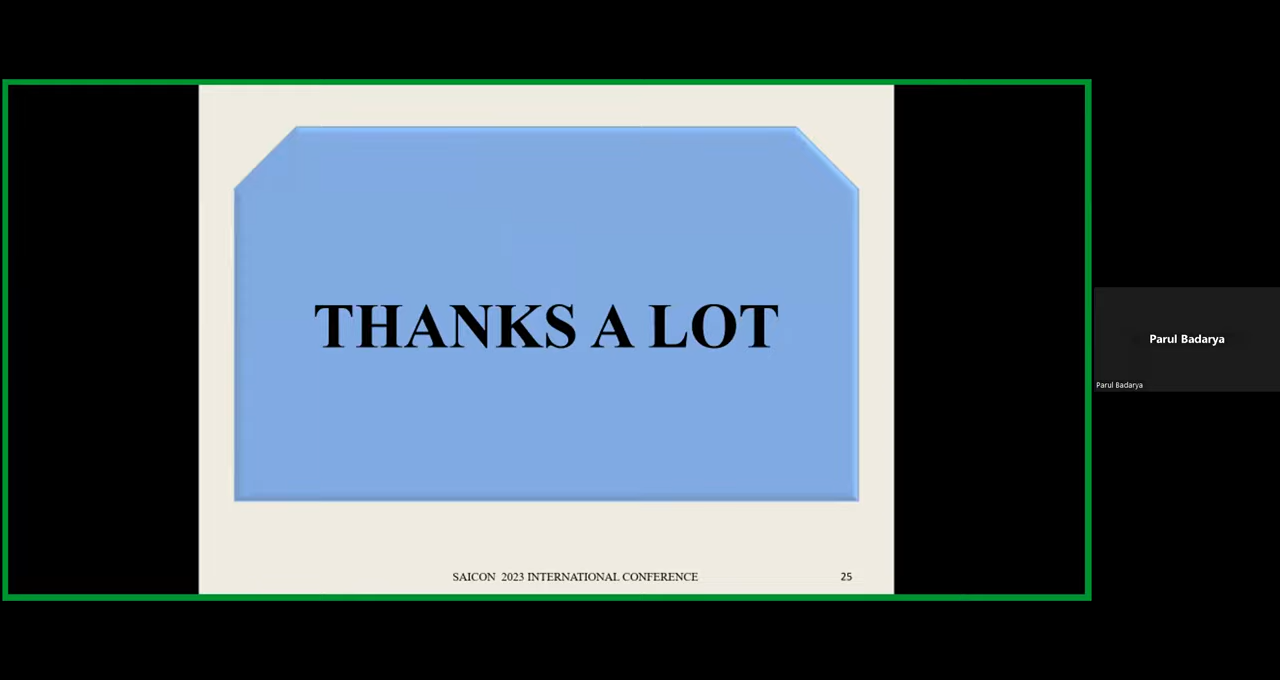 THANKS A LOT
SAICON  2023 INTERNATIONAL CONFERENCE
25
Parul Badarya
Parul Badarya